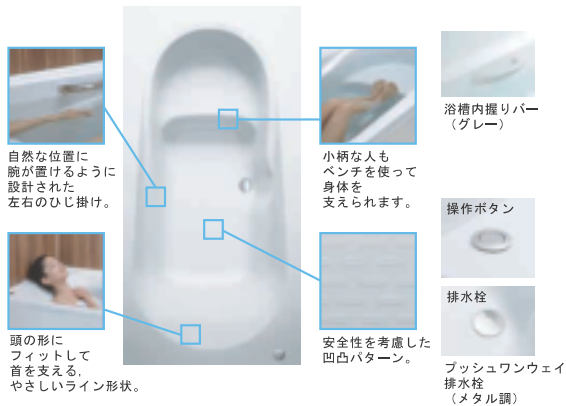 自然な位置に
腕が置けるように
設計された
左右のひじ掛け。
頭の形に
フィットして
首を支える,
やさしいライン形状。
小柄な人も
ベンチを使って
身体を
支えられます。
安全性を考慮した
凹凸パターン。
浴槽内握りバー
（グレー）
操作ボタン
排水栓
プッシュワンウェイ
排水栓
（メタル調）